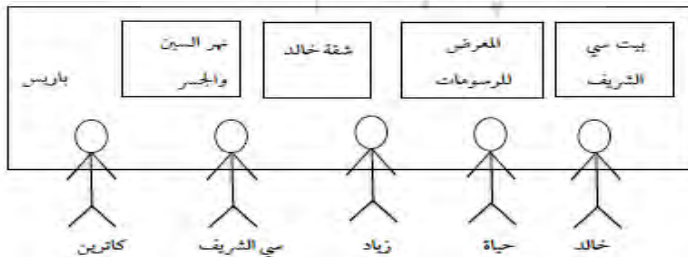 بيت سي
الشريف
المعرض
للرسومات
شقة خالد
نهر السين
والجسر
باريس
خالد
حياة
زياد
سي الشريف
كاترين